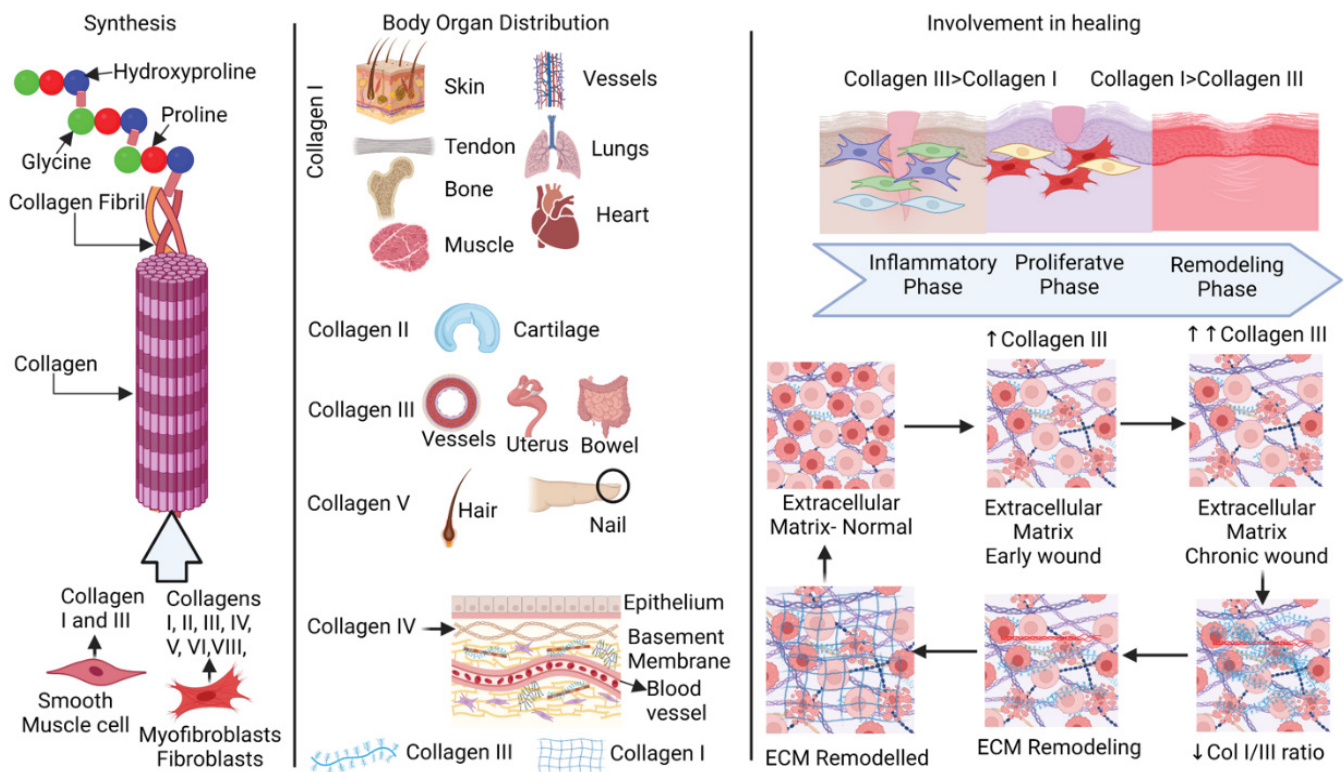 Synthesis
Hydroxyproline
Proline
Glycine
Collagen Fibril
Collagen
Collagen
I and III
Smooth
Muscle cell
Collagens
I, II, III, IV,
V, VI,VIII,
Myofibroblasts
Fibroblasts
Body Organ Distribution
Collagen I
Skin
Vessels
Tendon
Lungs
Bone
Heart
Muscle
Collagen II
Cartilage
Collagen III
Vessels
Uterus
Bowel
Collagen V
Hair
Nail
Collagen IV
Epithelium
Basement
Membrane
Blood
vessel
Collagen III
Collagen I
Involvement in healing
Collagen III>Collagen I
Collagen I>Collagen III
Inflammatory
Phase
Proliferatve
Phase
Remodeling
Phase
↑Collagen III
↑↑Collagen III
Extracellular
Matrix- Normal
Extracellular
Matrix
Early wound
Extracellular
Matrix
Chronic wound
ECM Remodelled
ECM Remodeling
↓Col I/III ratio